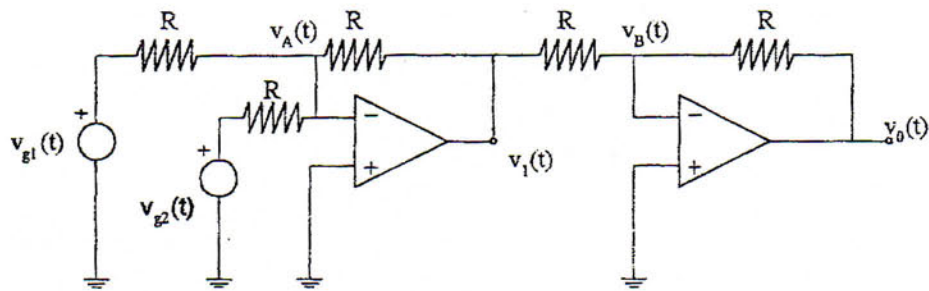 R
v_A(t)
R
R
v_B(t)
R
R
+
v_g1(t)
+
v_g2(t)
−
+
v_1(t)
−
+
v_0(t)